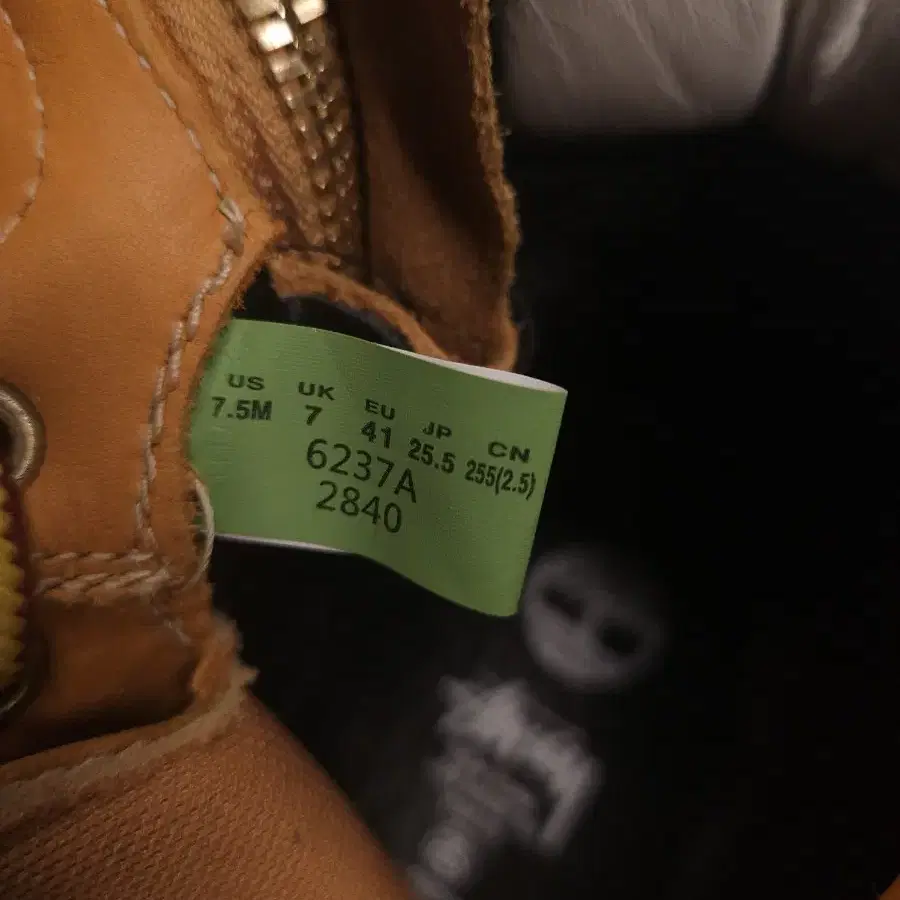 US UK EU JP CN
7.5M 7 41 25.5 255(2.5)
6237A
2840